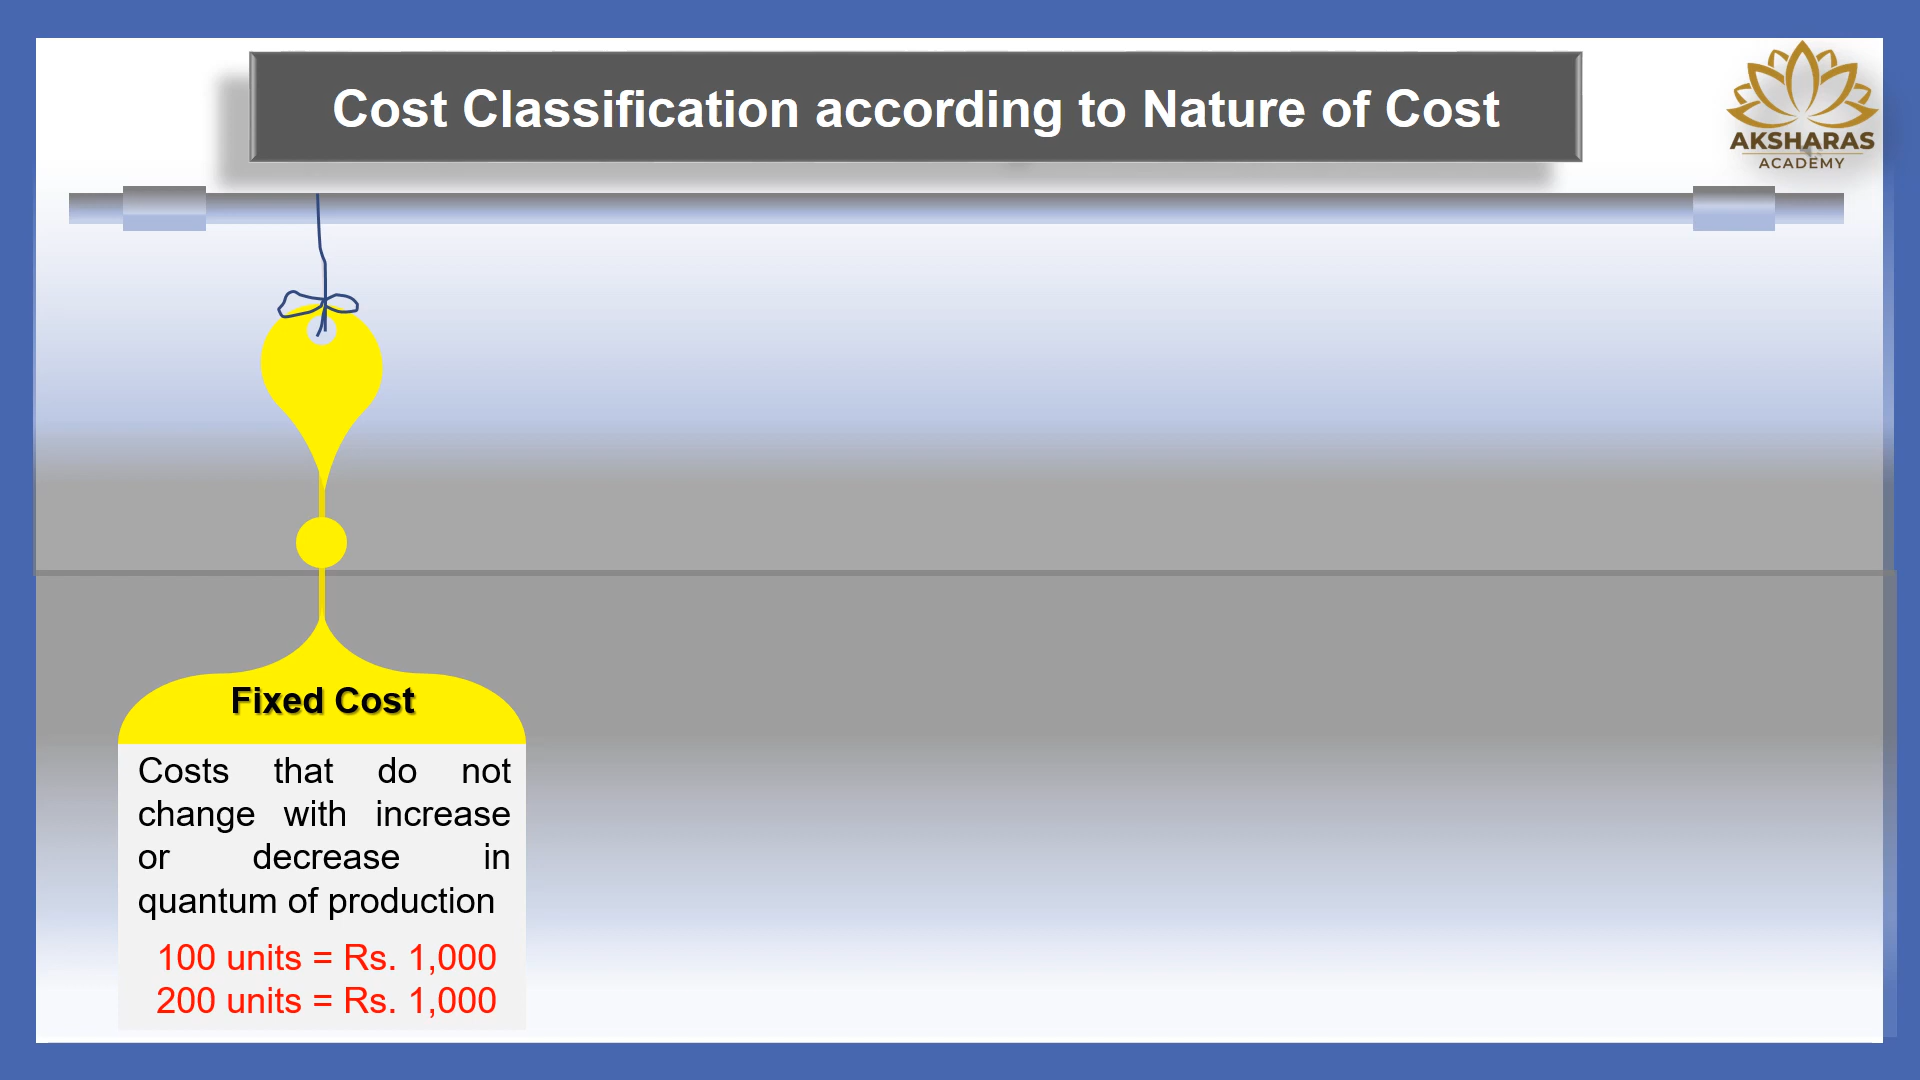 Cost Classification according to Nature of Cost
AKSHARAS
ACADEMY
Fixed Cost
Costs that do not
change with increase
or decrease in
quantum of production
100 units = Rs. 1,000
200 units = Rs. 1,000